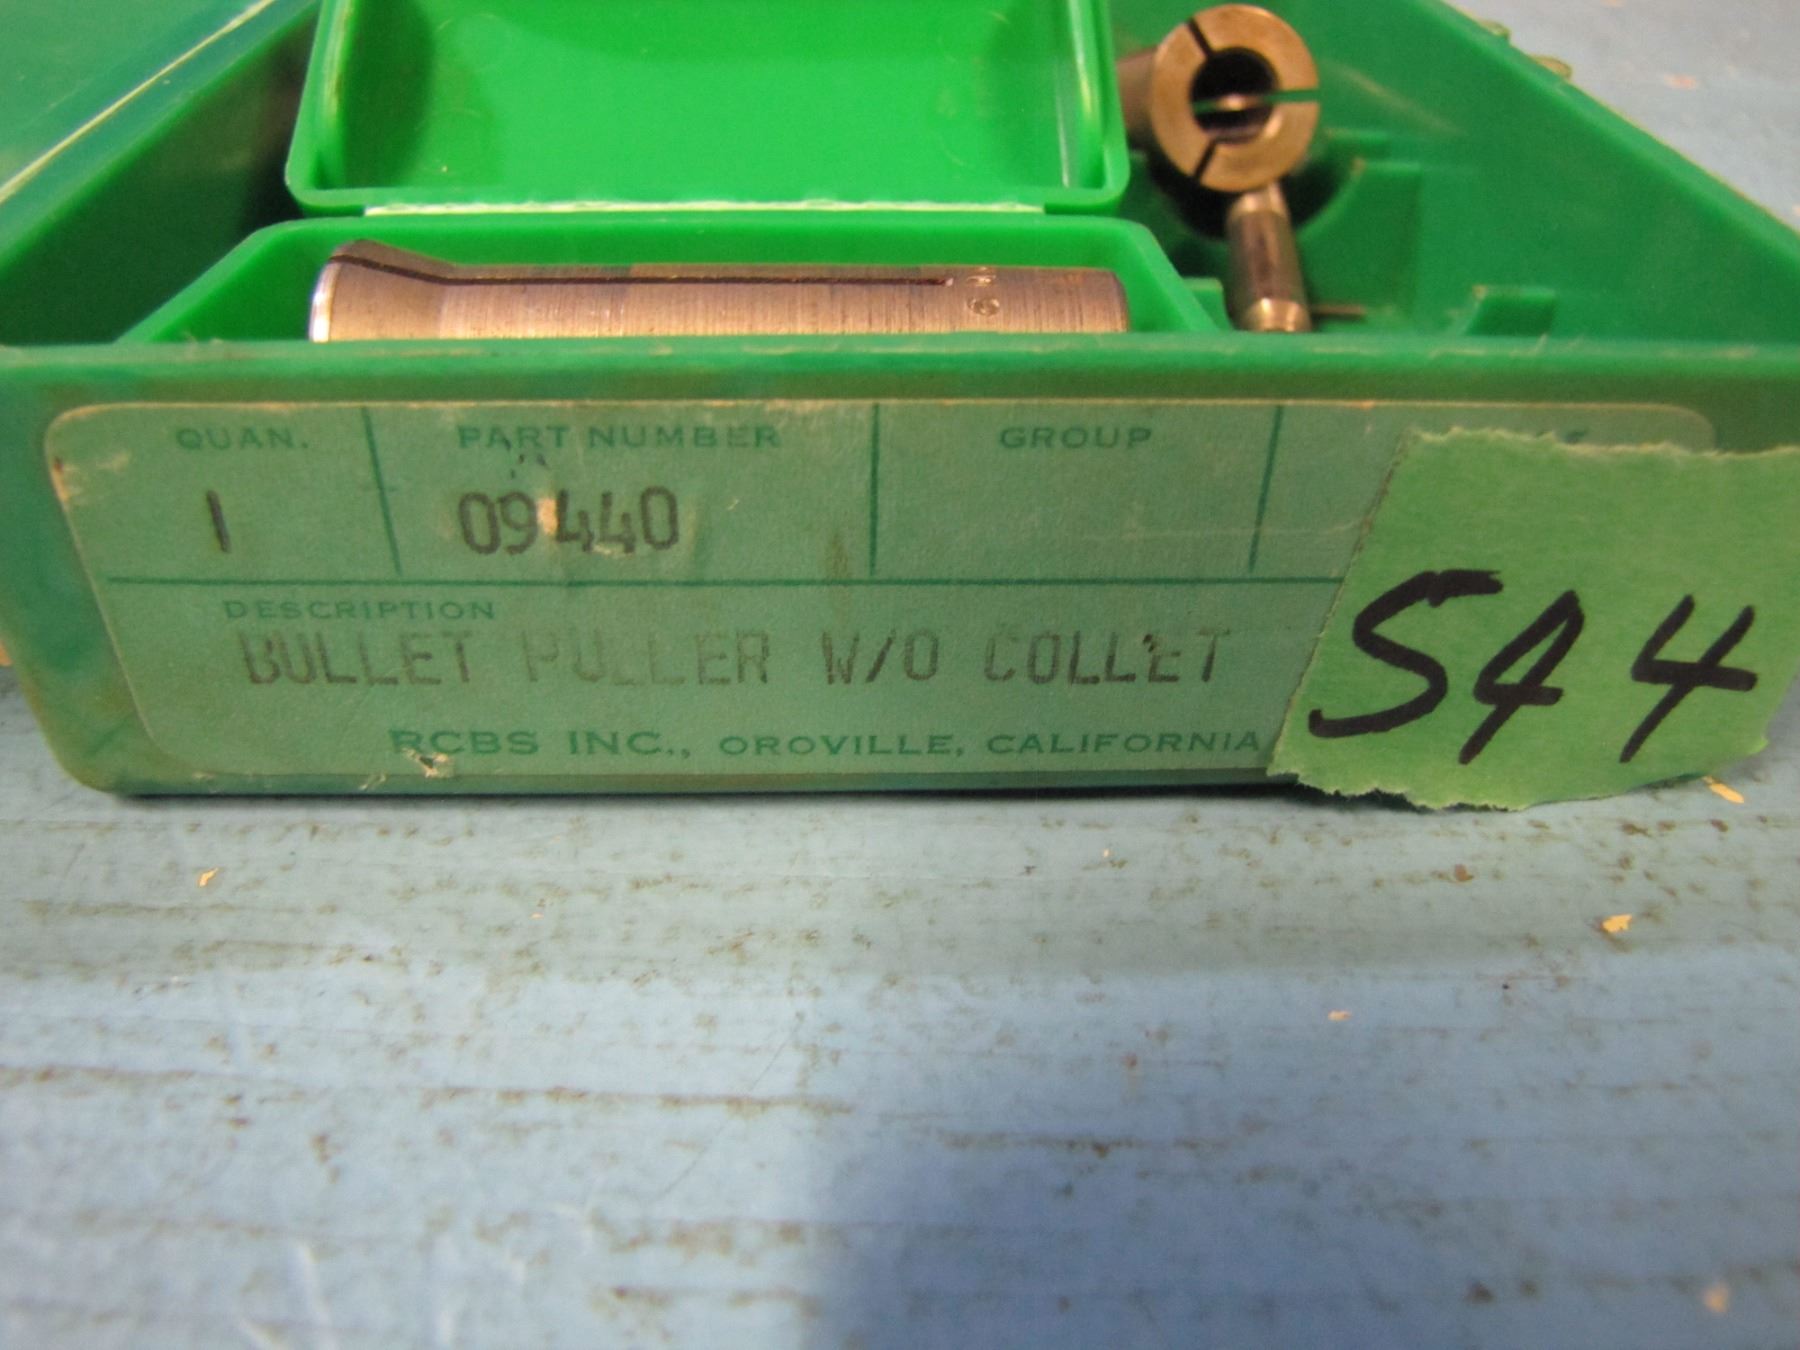 QUAN. PART NUMBER GROUP
1 09440
DESCRIPTION
BULLET PULLER W/O COLLET
RCBS INC., OROVILLE, CALIFORNIA
544